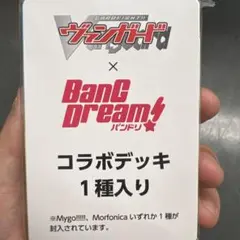 ヴァンガード
×
BanG
Dream!
バンドリ
コラボデッキ
1種入り
※Mygo!!!!!, Morfonica いずれか 1 種が
封入されています。